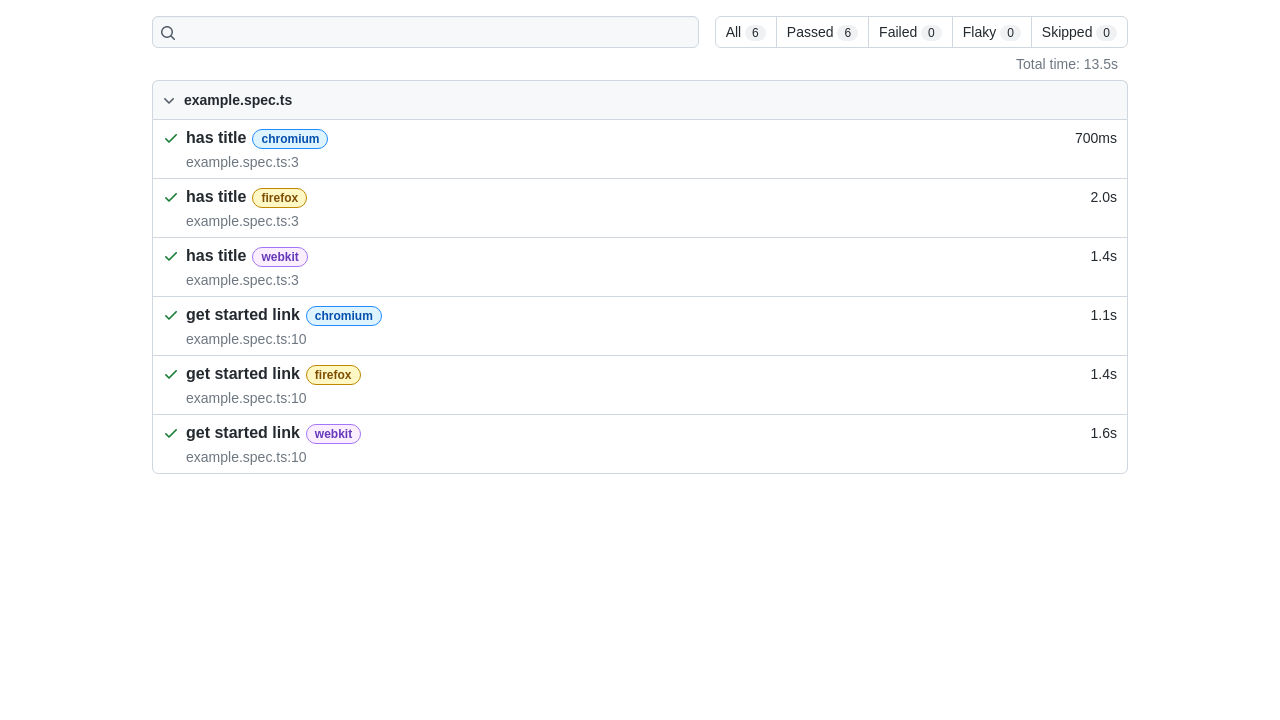 All 6 Passed 6 Failed 0 Flaky 0 Skipped 0
Total time: 13.5s
example.spec.ts
has title chromium 700ms
example.spec.ts:3
has title firefox 2.0s
example.spec.ts:3
has title webkit 1.4s
example.spec.ts:3
get started link chromium 1.1s
example.spec.ts:10
get started link firefox 1.4s
example.spec.ts:10
get started link webkit 1.6s
example.spec.ts:10